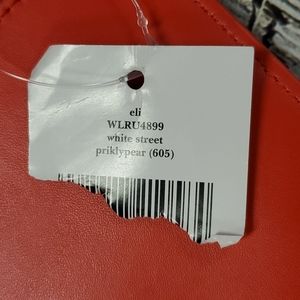 eli
WLRU4899
white street
priklypear (605)